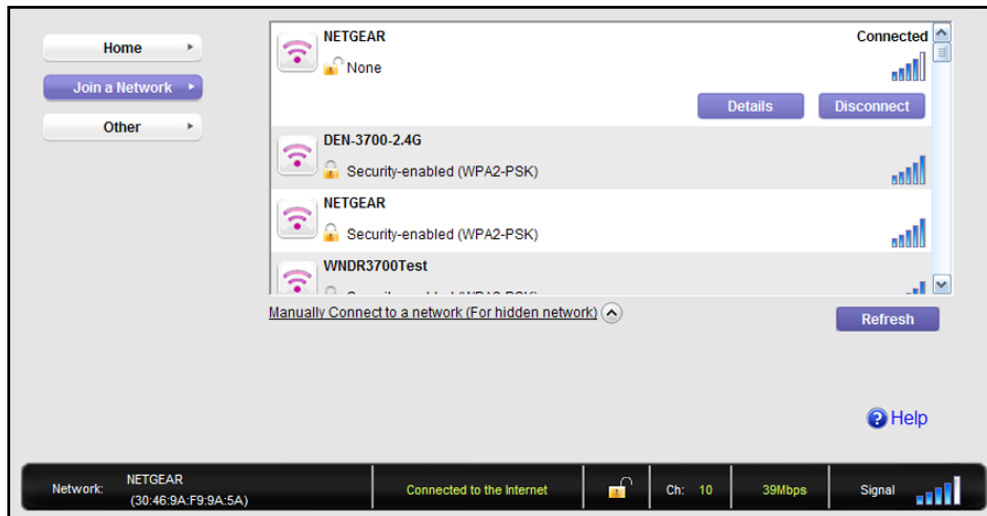 Home
Join a Network
Other
NETGEAR
Connected
None
Details
Disconnect
DEN-3700-2.4G
Security-enabled (WPA2-PSK)
NETGEAR
Security-enabled (WPA2-PSK)
WNDR3700Test
Manually Connect to a network (For hidden network)
Refresh
? Help
Network: NETGEAR
(30:46:9A:F9:9A:5A)
Connected to the Internet
Ch: 10
39Mbps
Signal